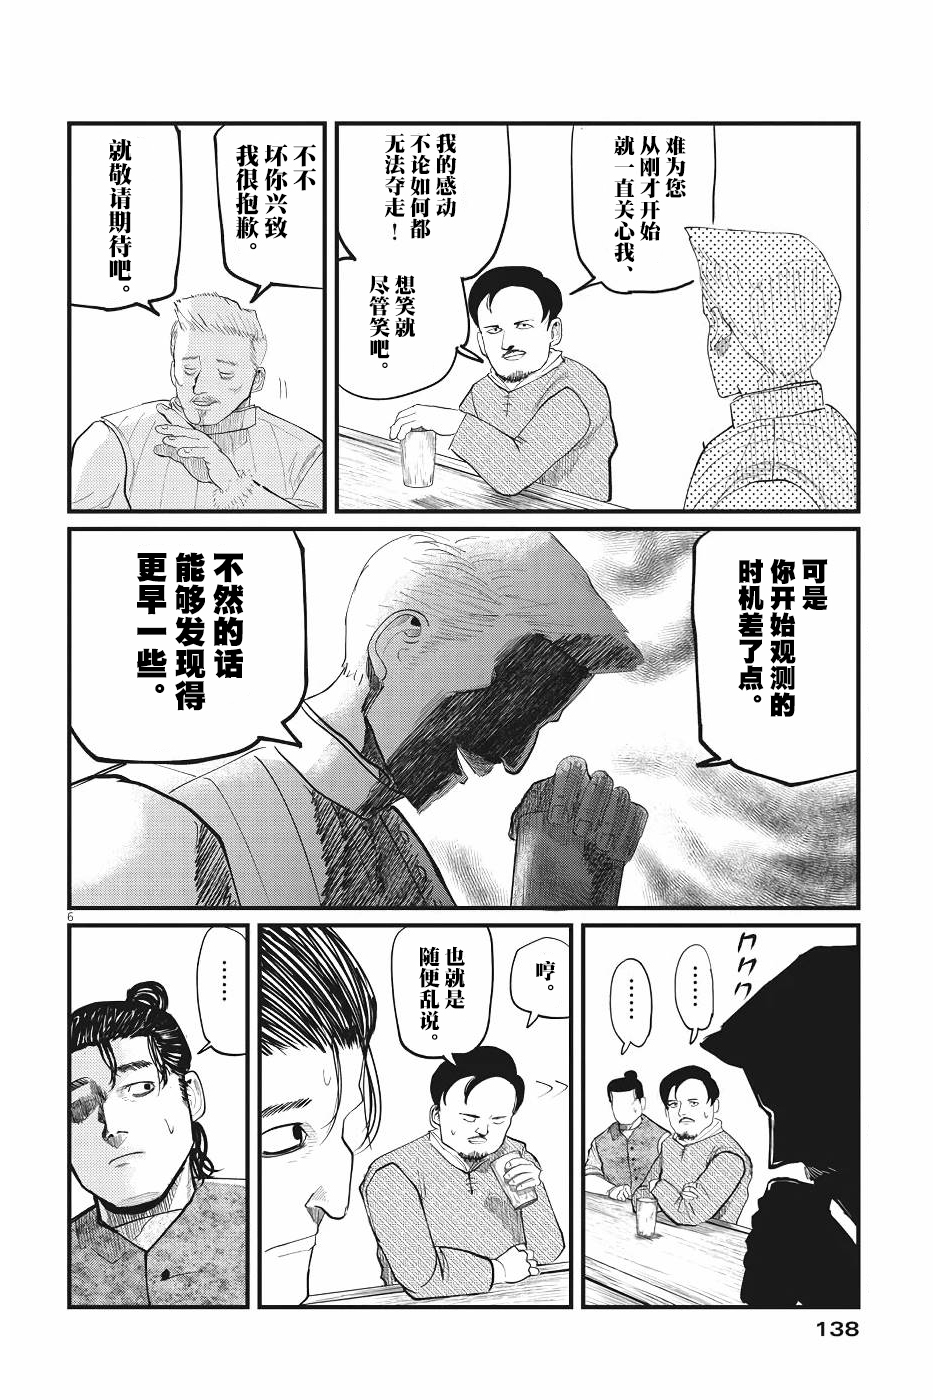 难为您
从刚才开始
就一直关心我、
我的感动
不论如何都
无法夺走！
想笑就
尽管笑吧。
不不
坏你兴致
我很抱歉。
就敬请期待吧。
可是
你开始观测的
时机差了点。
不然的话
能够发现得
更早一些。
6
ククク
……
……
哼。
也就是
随便乱说。
……
138